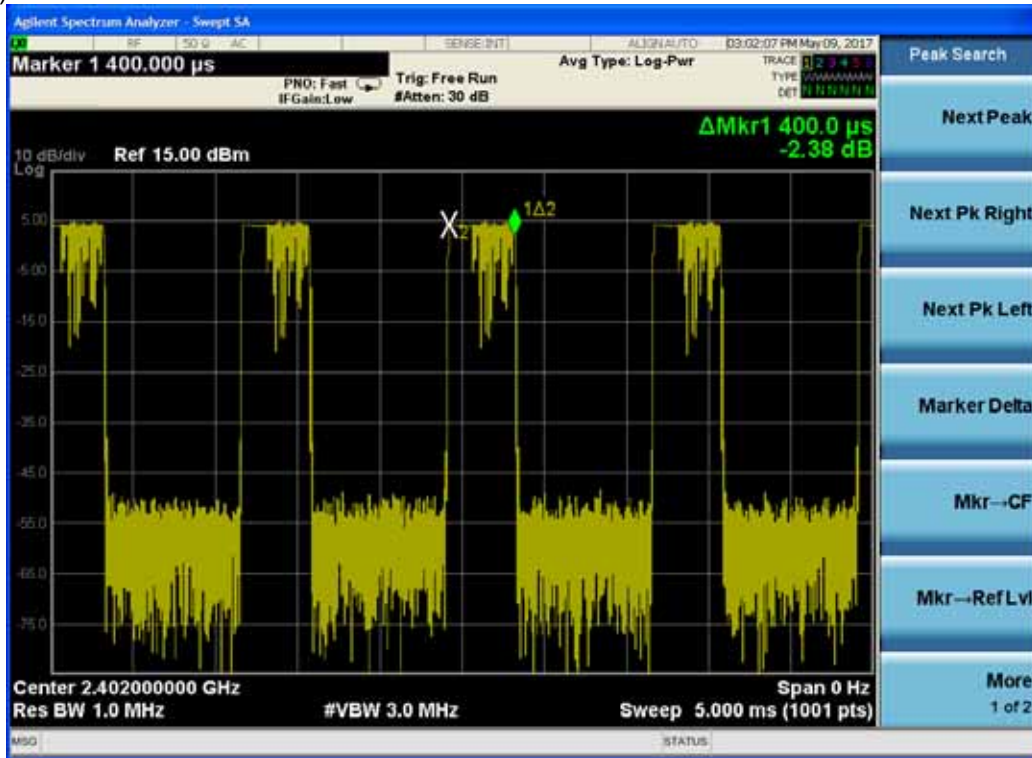 Agilent Spectrum Analyzer - Swept SA
RF 50 Ω AC SENSE:INT ALIGNAUTO 03:02:07 PM May 09, 2017
Marker 1 400.000 µs
PNO: Fast
IFGain:Low
Trig: Free Run
#Atten: 30 dB
Avg Type: Log-Pwr
TRACE 1 2 3 4 5 6
TYPE
DET N N N N N N
Peak Search
ΔMkr1 400.0 µs
-2.38 dB
10 dB/div Ref 15.00 dBm
Log
5.00
-5.00
-15.0
-25.0
-35.0
-45.0
-55.0
-65.0
-75.0
X2
1Δ2
Center 2.402000000 GHz Span 0 Hz
Res BW 1.0 MHz #VBW 3.0 MHz Sweep 5.000 ms (1001 pts)
MSG STATUS
Next Peak
Next Pk Right
Next Pk Left
Marker Delta
Mkr→CF
Mkr→Ref Lvl
More
1 of 2